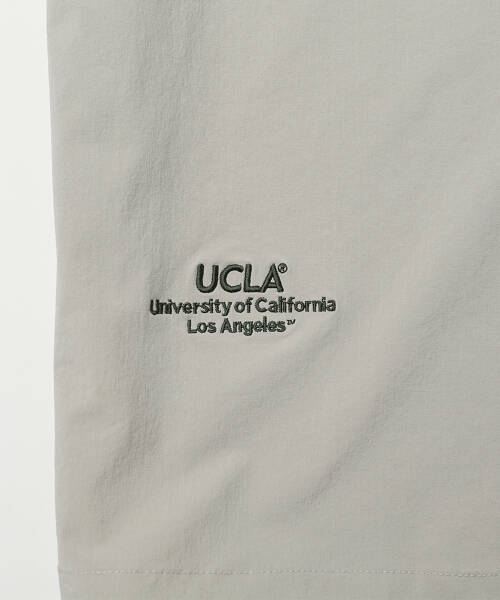 UCLA®
University of California
Los Angeles™